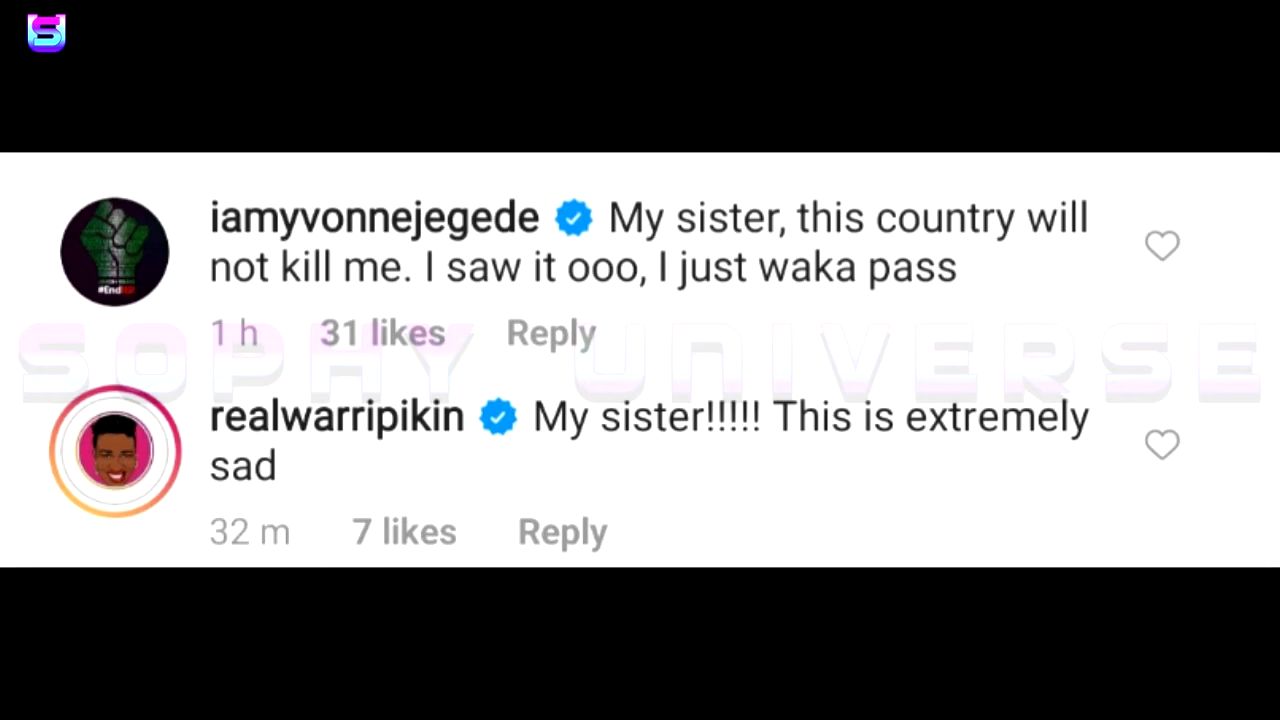 S
iamyvonnejegede My sister, this country will
not kill me. I saw it ooo, I just waka pass
#End
1 h 31 likes Reply
SOPHY UNIVERSE
realwarripikin My sister!!!!! This is extremely
sad
32 m 7 likes Reply